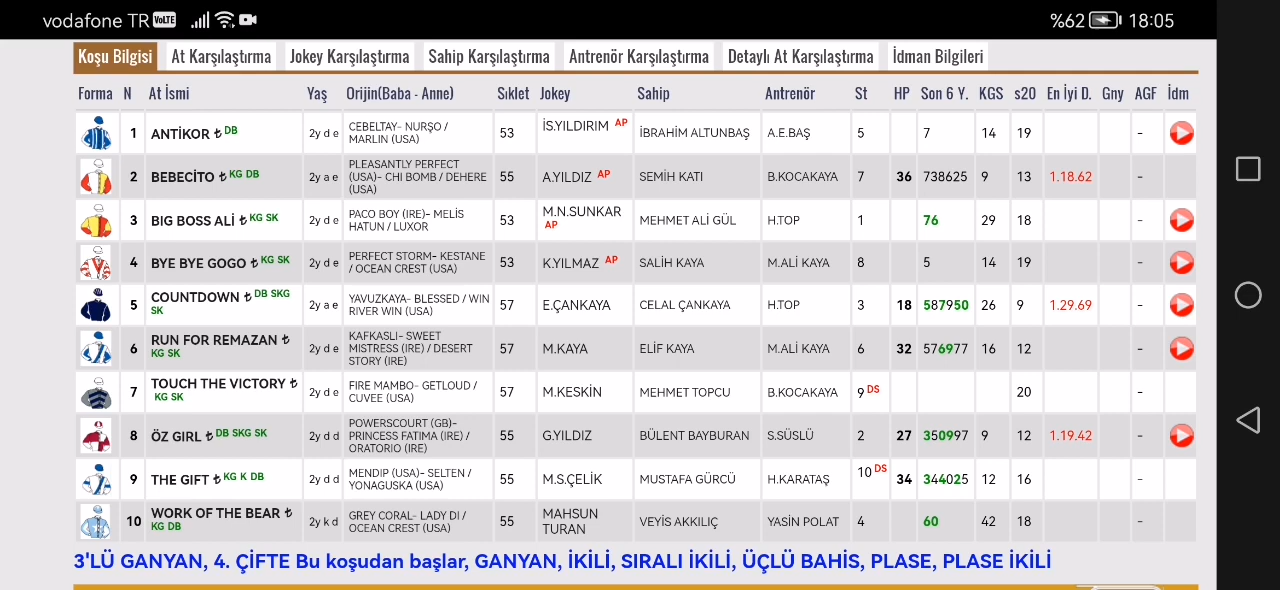 vodafone TR VoLTE %62 18:05
Koşu Bilgisi At Karşılaştırma Jokey Karşılaştırma Sahip Karşılaştırma Antrenör Karşılaştırma Detaylı At Karşılaştırma İdman Bilgileri
Forma N At İsmi Yaş Orijin(Baba - Anne) Sıklet Jokey Sahip Antrenör St HP Son 6 Y. KGS s20 En İyi D. Gny AGF İdm
1 ANTİKOR ₺ DB 2y d e CEBELTAY- NURŞO / MARLIN (USA) 53 İS.YILDIRIM AP İBRAHİM ALTUNBAŞ A.E.BAŞ 5 7 14 19 -
2 BEBECİTO ₺ KG DB 2y a e PLEASANTLY PERFECT (USA)- CHI BOMB / DEHERE (USA) 55 A.YILDIZ AP SEMİH KATI B.KOCAKAYA 7 36 738625 9 13 1.18.62 -
3 BIG BOSS ALİ ₺ KG SK 2y d e PACO BOY (IRE)- MELİS HATUN / LUXOR 53 M.N.SUNKAR AP MEHMET ALİ GÜL H.TOP 1 76 29 18 -
4 BYE BYE GOGO ₺ KG SK 2y d e PERFECT STORM- KESTANE / OCEAN CREST (USA) 53 K.YILMAZ AP SALİH KAYA M.ALİ KAYA 8 5 14 19 -
5 COUNTDOWN ₺ DB SKG SK 2y a e YAVUZKAYA- BLESSED / WIN RIVER WIN (USA) 57 E.ÇANKAYA CELAL ÇANKAYA H.TOP 3 18 587950 26 9 1.29.69 -
6 RUN FOR REMAZAN ₺ KG SK 2y d e KAFKASLI- SWEET MISTRESS (IRE) / DESERT STORY (IRE) 57 M.KAYA ELİF KAYA M.ALİ KAYA 6 32 576977 16 12 -
7 TOUCH THE VICTORY ₺ KG SK 2y d e FIRE MAMBO- GETLOUD / CUVEE (USA) 57 M.KESKİN MEHMET TOPCU B.KOCAKAYA 9 DS 20 -
8 ÖZ GIRL ₺ DB SKG SK 2y d d POWERSCOURT (GB)- PRINCESS FATIMA (IRE) / ORATORIO (IRE) 55 G.YILDIZ BÜLENT BAYBURAN S.SÜSLÜ 2 27 350997 9 12 1.19.42 -
9 THE GIFT ₺ KG K DB 2y d d MENDIP (USA)- SELTEN / YONAGUSKA (USA) 55 M.S.ÇELİK MUSTAFA GÜRCÜ H.KARATAŞ 10 DS 34 344025 12 16 -
10 WORK OF THE BEAR ₺ KG DB 2y k d GREY CORAL- LADY DI / OCEAN CREST (USA) 55 MAHSUN TURAN VEYİS AKKILIÇ YASİN POLAT 4 60 42 18 -
3'LÜ GANYAN, 4. ÇİFTE Bu koşudan başlar, GANYAN, İKİLİ, SIRALI İKİLİ, ÜÇLÜ BAHİS, PLASE, PLASE İKİLİ